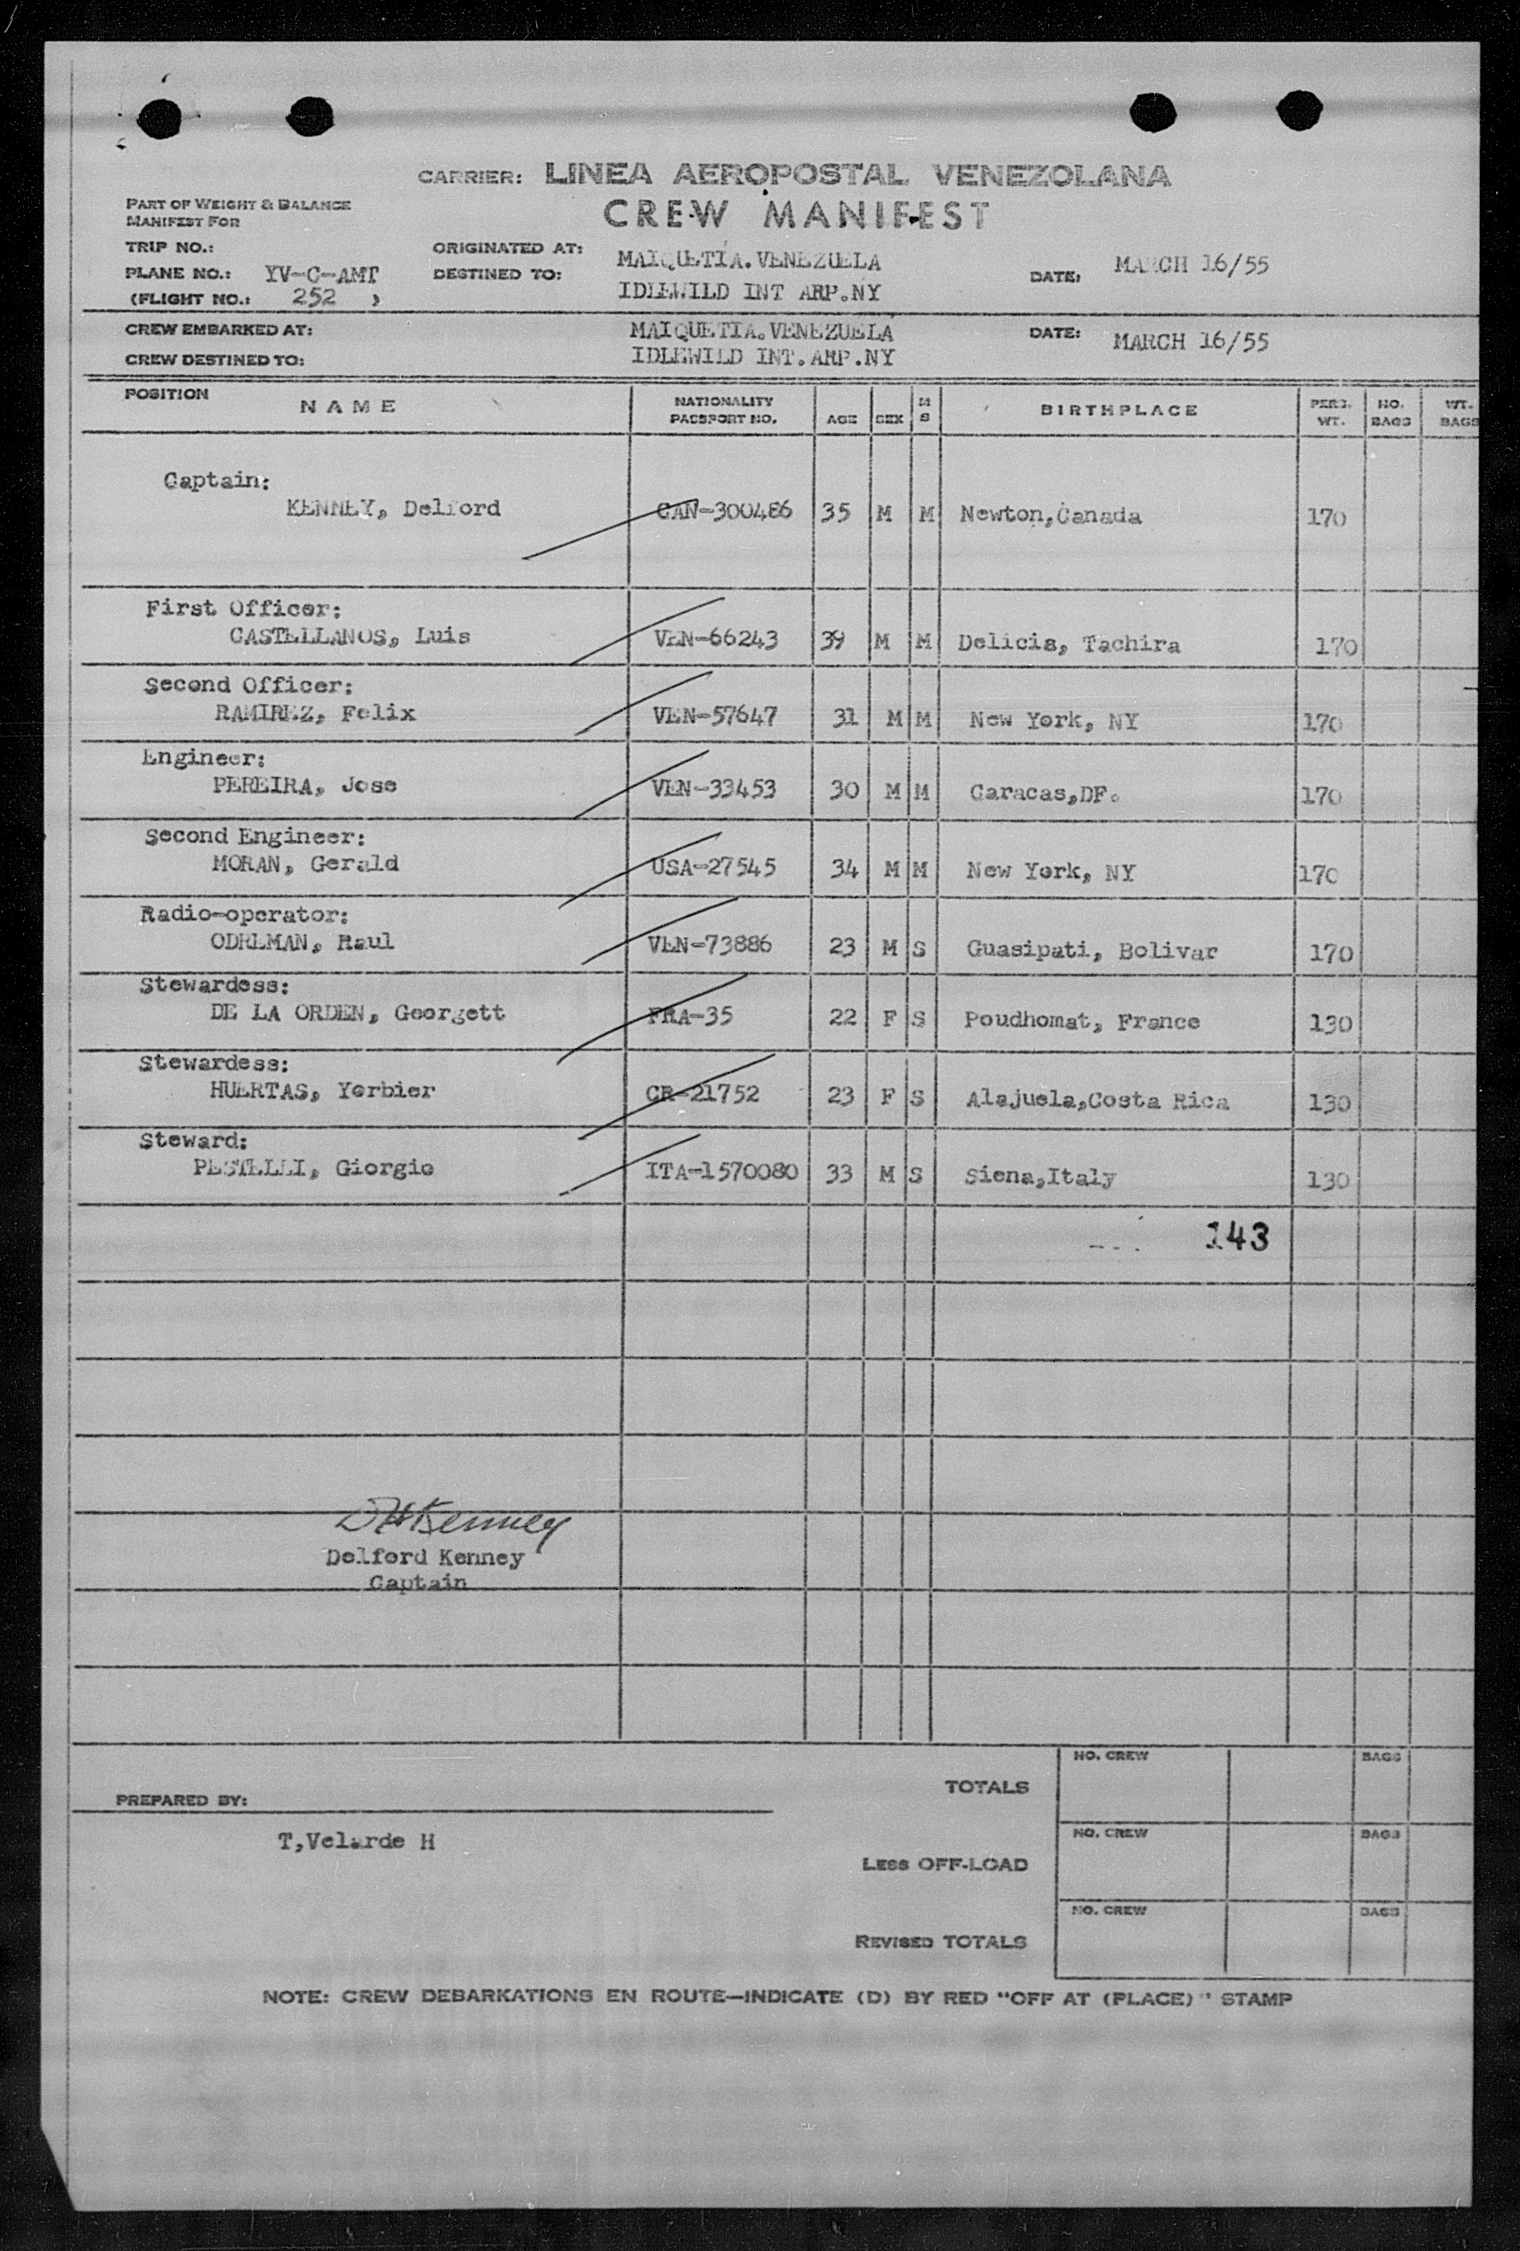 CARRIER: LINEA AEROPOSTAL VENEZOLANA
CREW MANIFEST
PART OF WEIGHT & BALANCE
MANIFEST FOR
TRIP NO.: ORIGINATED AT: MAIQUETIA.VENEZUELA
PLANE NO.: YV-C-AMT DESTINED TO: IDLEWILD INT ARP.NY DATE: MARCH 16/55
(FLIGHT NO.: 252 )
CREW EMBARKED AT: MAIQUETIA.VENEZUELA DATE: MARCH 16/55
CREW DESTINED TO: IDLEWILD INT.ARP.NY
POSITION NAME NATIONALITY PASSPORT NO. AGE SEX M S BIRTHPLACE PERS. WT. NO. BAGS WT. BAGS
Captain:
KENNEY, Delford CAN-300486 35 M M Newton,Canada 170
First Officer:
CASTELLANOS, Luis VEN-66243 39 M M Delicis, Tachira 170
Second Officer:
RAMIREZ, Felix VEN-57647 31 M M New York, NY 170
Engineer:
PEREIRA, Jose VEN-33453 30 M M Caracas,DF. 170
Second Engineer:
MORAN, Gerald USA-27545 34 M M New York, NY 170
Radio-operator:
ODREMAN, Raul VEN-73886 23 M S Guasipati, Bolivar 170
Stewardess:
DE LA ORDEN, Georgett FRA-35 22 F S Poudhomat, France 130
Stewardess:
HUERTAS, Yerbier CR-21752 23 F S Alajuela,Costa Rica 130
Steward:
PESTELLI, Giorgio ITA-1570080 33 M S Siena,Italy 130
143
D H Kenney
Delford Kenney
Captain
NO. CREW BAGS
TOTALS
PREPARED BY:
T,Velarde H
NO. CREW BAGS
LESS OFF-LOAD
NO. CREW BAGS
REVISED TOTALS
NOTE: CREW DEBARKATIONS EN ROUTE—INDICATE (D) BY RED "OFF AT (PLACE)" STAMP